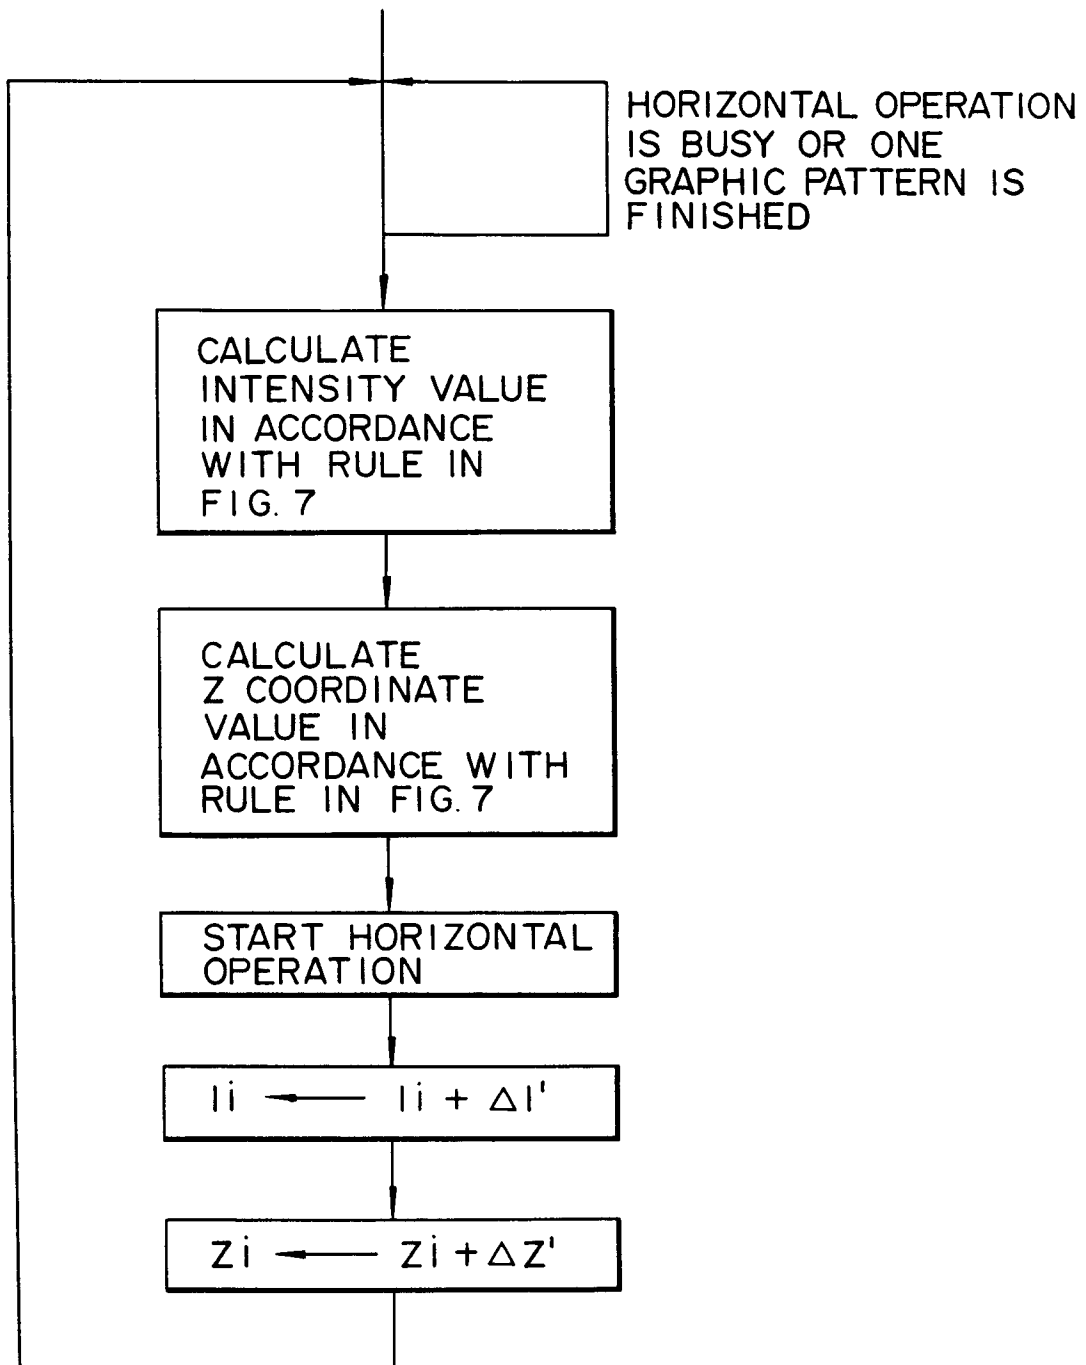 HORIZONTAL OPERATION
IS BUSY OR ONE
GRAPHIC PATTERN IS
FINISHED
CALCULATE
INTENSITY VALUE
IN ACCORDANCE
WITH RULE IN
FIG. 7
CALCULATE
Z COORDINATE
VALUE IN
ACCORDANCE WITH
RULE IN FIG. 7
START HORIZONTAL
OPERATION
Ii ← Ii + ΔI'
Zi ← Zi + ΔZ'